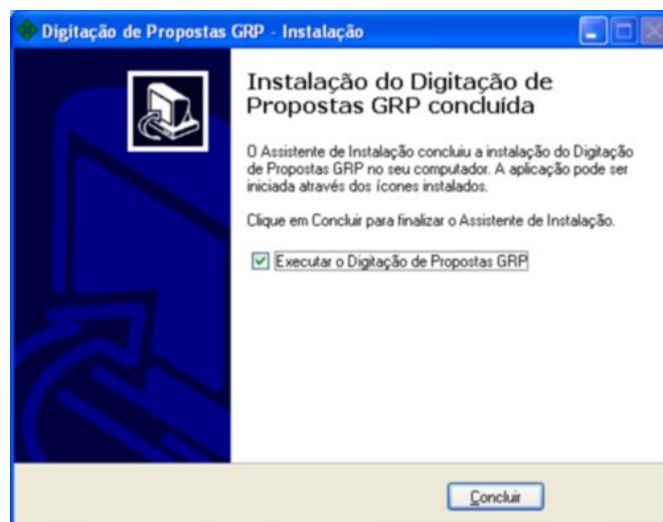 Digitação de Propostas GRP - Instalação
Instalação do Digitação de
Propostas GRP concluída
O Assistente de Instalação concluiu a instalação do Digitação
de Propostas GRP no seu computador. A aplicação pode ser
iniciada através dos ícones instalados.
Clique em Concluir para finalizar o Assistente de Instalação.
Executar o Digitação de Propostas GRP
Concluir